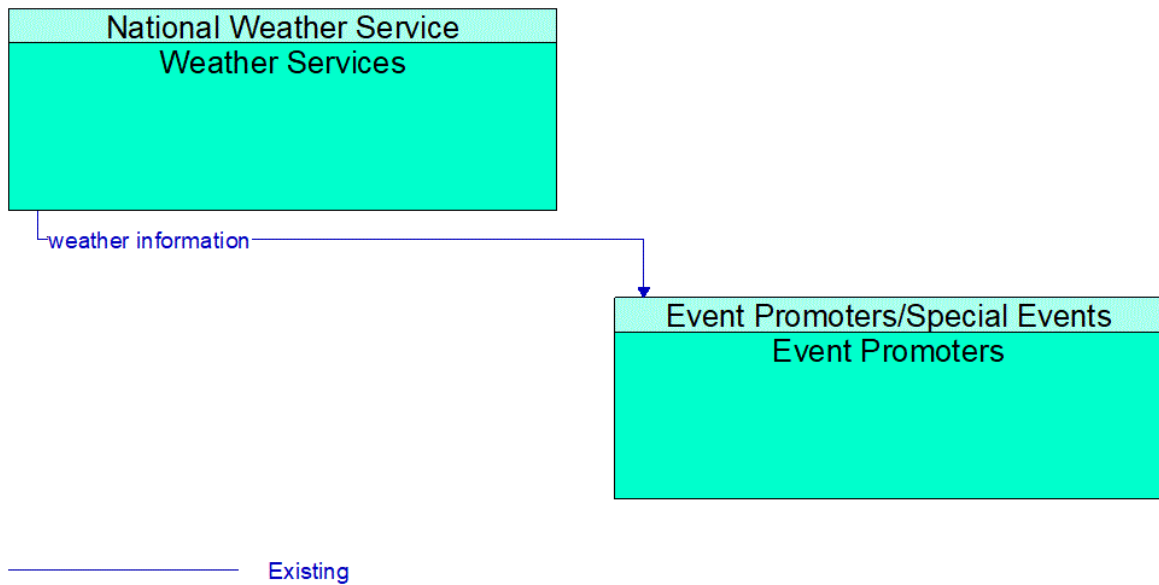 National Weather Service
Weather Services
weather information
Event Promoters/Special Events
Event Promoters
Existing